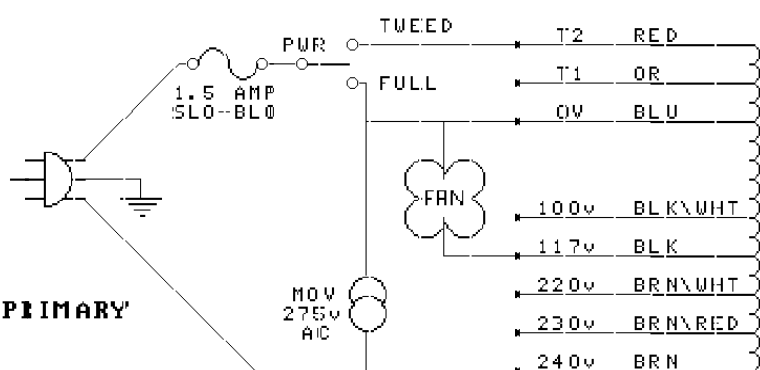 TWEED
PWR
T2 RED
FULL
T1 OR
1.5 AMP
SLO-BLO
0V BLU
FAN
100v BLK\WHT
117v BLK
220v BRN\WHT
MOV
275v
AC
PRIMARY
230v BRN\RED
240v BRN